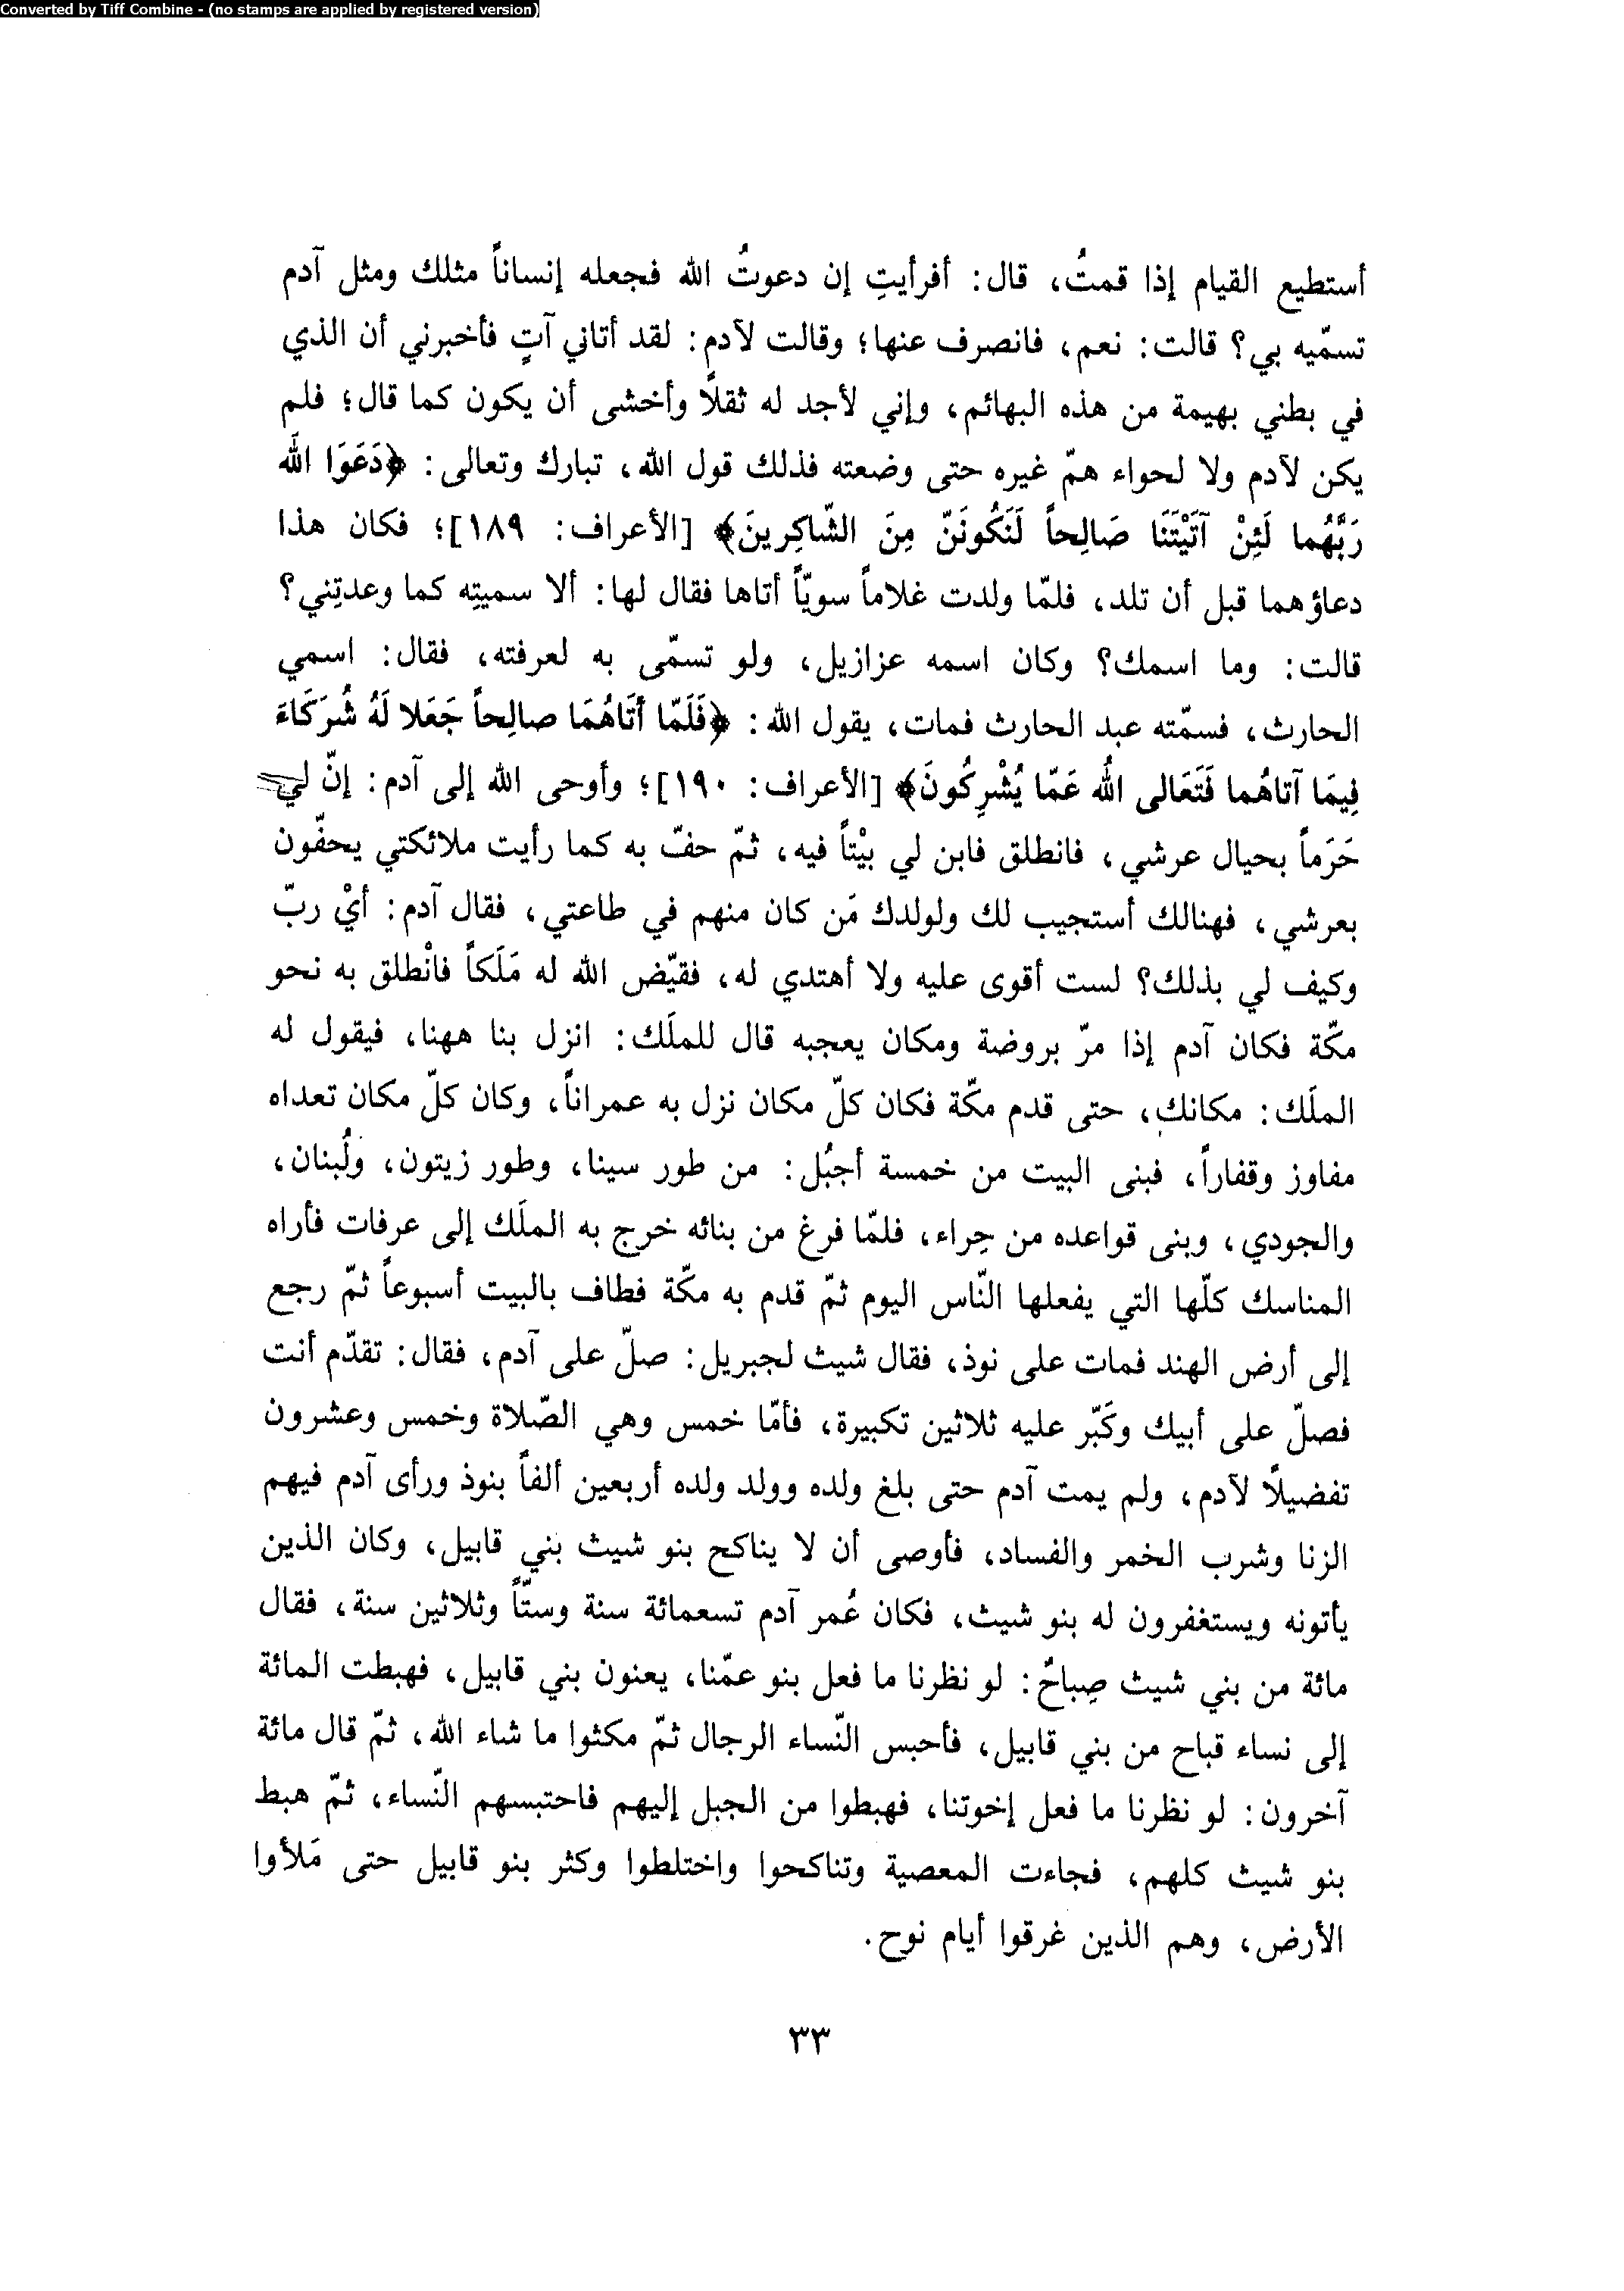 Converted by Tiff Combine - (no stamps are applied by registered version)
أستطيع القيام إذا قمتُ، قال: أفرأيتِ إن دعوتُ الله فجعله إنساناً مثلك ومثل آدم
تسمّيه بي؟ قالت: نعم، فانصرف عنها؛ وقالت لآدم: لقد أتاني آتٍ فأخبرني أن الذي
في بطني بهيمة من هذه البهائم، وإني لأجد له ثقلًا وأخشى أن يكون كما قال؛ فلم
يكن لآدم ولا لحواء همّ غيره حتى وضعته فذلك قول الله، تبارك وتعالى: ﴿دَعَوَا الله
رَبَّهُما لَئِنْ آتَيْتَنَا صَالِحاً لَنَكُونَنّ مِنَ الشّاكِرِينَ﴾ [الأعراف: ١٨٩]؛ فكان هذا
دعاؤهما قبل أن تلد، فلمّا ولدت غلاماً سويّاً أتاها فقال لها: ألا سميتِه كما وعدتِني؟
قالت: وما اسمك؟ وكان اسمه عزازيل، ولو تسمّى به لعرفته، فقال: اسمي
الحارث، فسمّته عبد الحارث فمات، يقول الله: ﴿فَلَمّا أتَاهُمَا صالِحاً جَعَلا لَهُ شُرَكَاءَ
فِيمَا آتاهُما فَتَعَالى اللُه عَمّا يُشْرِكُونَ﴾ [الأعراف: ١٩٠]؛ وأوحى الله إلى آدم: إنّ لي
حَرَماً بحيال عرشي، فانطلق فابن لي بيْتاً فيه، ثمّ حفّ به كما رأيت ملائكتي يحفّون
بعرشي، فهنالك أستجيب لك ولولدك مَن كان منهم في طاعتي، فقال آدم: أيْ ربّ
وكيف لي بذلك؟ لست أقوى عليه ولا أهتدي له، فقيّض الله له مَلَكاً فانْطلق به نحو
مكّة فكان آدم إذا مرّ بروضة ومكان يعجبه قال للملَك: انزل بنا ههنا، فيقول له
الملَك: مكانك، حتى قدم مكّة فكان كلّ مكان نزل به عمراناً، وكان كلّ مكان تعداه
مفاوز وقفاراً، فبنى البيت من خمسة أجبُل: من طور سينا، وطور زيتون، ولُبنان،
والجودي، وبنى قواعده من حِراء، فلمّا فرغ من بنائه خرج به الملَك إلى عرفات فأراه
المناسك كلّها التي يفعلها النّاس اليوم ثمّ قدم به مكّة فطاف بالبيت أسبوعاً ثمّ رجع
إلى أرض الهند فمات على نوذ، فقال شيث لجبريل: صلّ على آدم، فقال: تقدّم أنت
فصلّ على أبيك وكَبّر عليه ثلاثين تكبيرة، فأمّا خمس وهي الصّلاة وخمس وعشرون
تفضيلًا لآدم، ولم يمت آدم حتى بلغ ولده وولد ولده أربعين ألفاً بنوذ ورأى آدم فيهم
الزنا وشرب الخمر والفساد، فأوصى أن لا يناكح بنو شيث بني قابيل، وكان الذين
يأتونه ويستغفرون له بنو شيث، فكان عُمر آدم تسعمائة سنة وستّاً وثلاثين سنة، فقال
مائة من بني شيث صِباحٌ: لو نظرنا ما فعل بنو عمّنا، يعنون بني قابيل، فهبطت المائة
إلى نساء قباح من بني قابيل، فأحبس النّساء الرجال ثمّ مكثوا ما شاء الله، ثمّ قال مائة
آخرون: لو نظرنا ما فعل إخوتنا، فهبطوا من الجبل إليهم فاحتبسهم النّساء، ثمّ هبط
بنو شيث كلهم، فجاءت المعصية وتناكحوا واختلطوا وكثر بنو قابيل حتى مَلأوا
الأرض، وهم الذين غرقوا أيام نوح.
٣٣